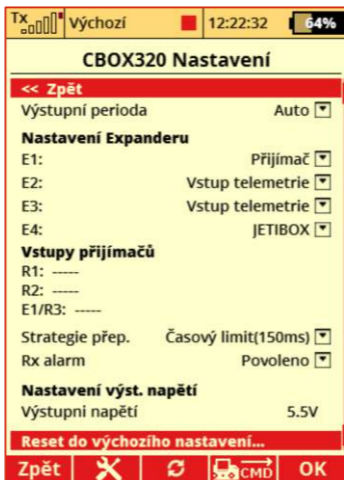 Tx Výchozí 12:22:32 64%
CBOX320 Nastavení
<< Zpět
Výstupní perioda Auto
Nastavení Expanderu
E1: Přijímač
E2: Vstup telemetrie
E3: Vstup telemetrie
E4: JETIBOX
Vstupy přijímačů
R1: -----
R2: -----
E1/R3: -----
Strategie přep. Časový limit(150ms)
Rx alarm Povoleno
Nastavení výst. napětí
Výstupni napětí 5.5V
Reset do výchozího nastavení...
Zpět CMD OK